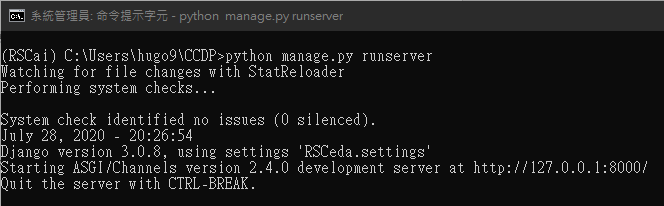 系統管理員: 命令提示字元 - python  manage.py runserver
(RSCai) C:\Users\hugo9\CCDP>python manage.py runserver
Watching for file changes with StatReloader
Performing system checks...
System check identified no issues (0 silenced).
July 28, 2020 - 20:26:54
Django version 3.0.8, using settings 'RSCeda.settings'
Starting ASGI/Channels version 2.4.0 development server at http://127.0.0.1:8000/
Quit the server with CTRL-BREAK.